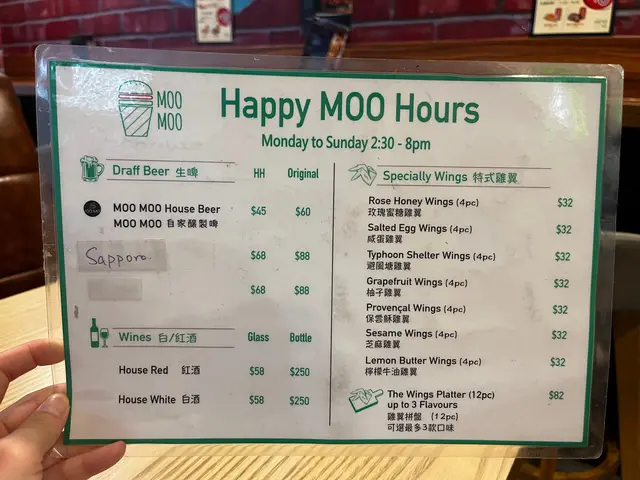 MOO
MOO
Happy MOO Hours
Monday to Sunday 2:30 - 8pm
Draff Beer 生啤 HH Original
MOO MOO House Beer $45 $60
MOO MOO 自家釀製啤
Sapporo $68 $88
$68 $88
Wines 白/紅酒 Glass Bottle
House Red 紅酒 $58 $250
House White 白酒 $58 $250
Specially Wings 特式雞翼
Rose Honey Wings (4pc) $32
玫瑰蜜糖雞翼
Salted Egg Wings (4pc) $32
咸蛋雞翼
Typhoon Shelter Wings (4pc) $32
避風塘雞翼
Grapefruit Wings (4pc) $32
柚子雞翼
Provençal Wings (4pc) $32
保雲酥雞翼
Sesame Wings (4pc) $32
芝麻雞翼
Lemon Butter Wings (4pc) $32
檸檬牛油雞翼
The Wings Platter (12pc) $82
up to 3 Flavours
雞翼拼盤 (12pc)
可選最多3款口味